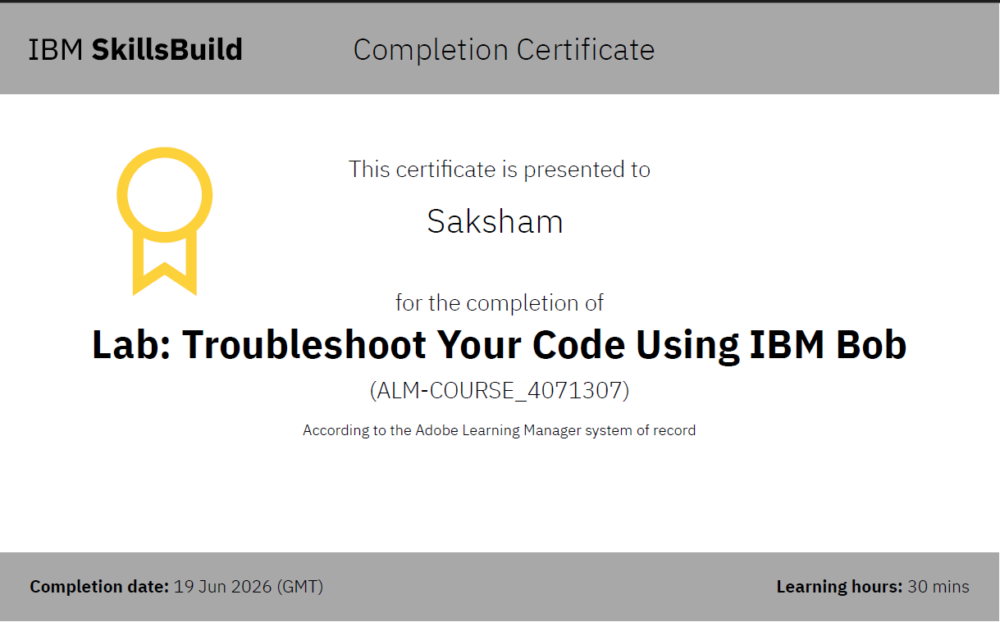 IBM SkillsBuild
Completion Certificate
This certificate is presented to
Saksham
for the completion of
Lab: Troubleshoot Your Code Using IBM Bob
(ALM-COURSE_4071307)
According to the Adobe Learning Manager system of record
Completion date: 19 Jun 2026 (GMT)
Learning hours: 30 mins